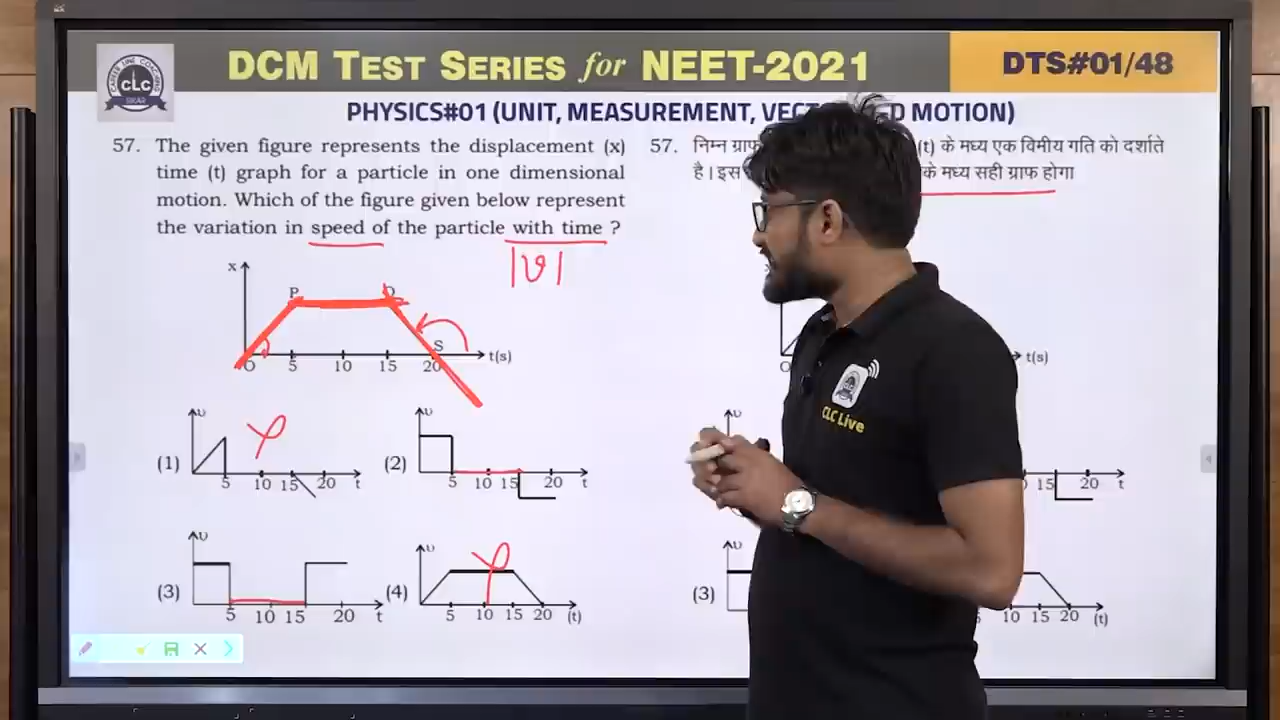 DCM TEST SERIES for NEET-2021
DTS#01/48
CLC
SIKAR
PHYSICS#01 (UNIT, MEASUREMENT, MOTION)
57. The given figure represents the displacement (x)
time (t) graph for a particle in one dimensional
motion. Which of the figure given below represent
the variation in speed of the particle with time ?
|v|
x
P
S
O 5 10 15 20 t(s)
(1) υ 5 10 15 20 t
(2) υ 5 10 15 20 t
(3) υ 5 10 15 20 t
(4) υ 5 10 15 20 (t)
57. निम्न (t) के मध्य एक विमीय गति को दर्शाते
है। इस के मध्य सही ग्राफ होगा
O t(s)
υ 15 20 t
(3) υ
10 15 20 (t)
CLC
CLC Live